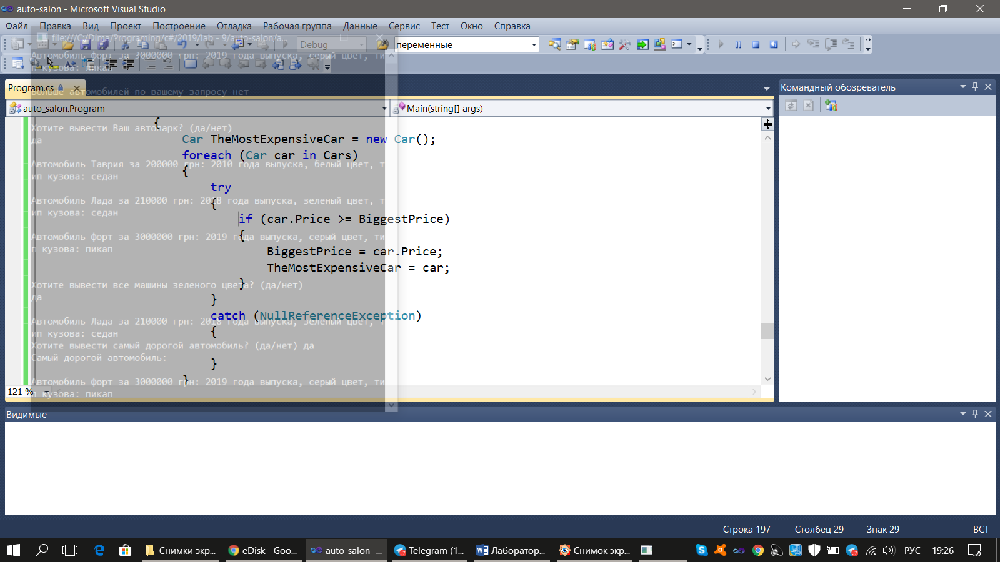 auto-salon - Microsoft Visual Studio
Файл Правка Вид Проект Построение Отладка Рабочая группа Данные Сервис Тест Окно Справка
file:///C:/Dima/Programing/c#/2019/lab - 9/auto-salon/a...
Debug
переменные
Автомобиль форт за 3000000 грн: 2019 года выпуска, серый цвет, ти
п кузова: пикап
Program.cs
Больше автомобилей по вашему запросу нет
Командный обозреватель
auto_salon.Program
Main(string[] args)
{
Хотите вывести Ваш автопарк? (да/нет)
да
Car TheMostExpensiveCar = new Car();
foreach (Car car in Cars)
Автомобиль Таврия за 200000 грн: 2010 года выпуска, белый цвет, т
ип кузова: седан
{
try
Автомобиль Лада за 210000 грн: 2018 года выпуска, зеленый цвет, т
ип кузова: седан
{
if (car.Price >= BiggestPrice)
Автомобиль форт за 3000000 грн: 2019 года выпуска, серый цвет, ти
п кузова: пикап
{
BiggestPrice = car.Price;
TheMostExpensiveCar = car;
Хотите вывести все машины зеленого цвета? (да/нет)
да
}
}
catch (NullReferenceException)
Автомобиль Лада за 210000 грн: 2018 года выпуска, зеленый цвет, т
ип кузова: седан
{
Хотите вывести самый дорогой автомобиль? (да/нет) да
Самый дорогой автомобиль:
}
Автомобиль форт за 3000000 грн: 2019 года выпуска, серый цвет, ти
п кузова: пикап
}
121 %
Видимые
Строка 197 Столбец 29 Знак 29 ВСТ
Снимки экр... eDisk - Goo... auto-salon -... Telegram (1... Лаборатор... Снимок экр... РУС 19:26